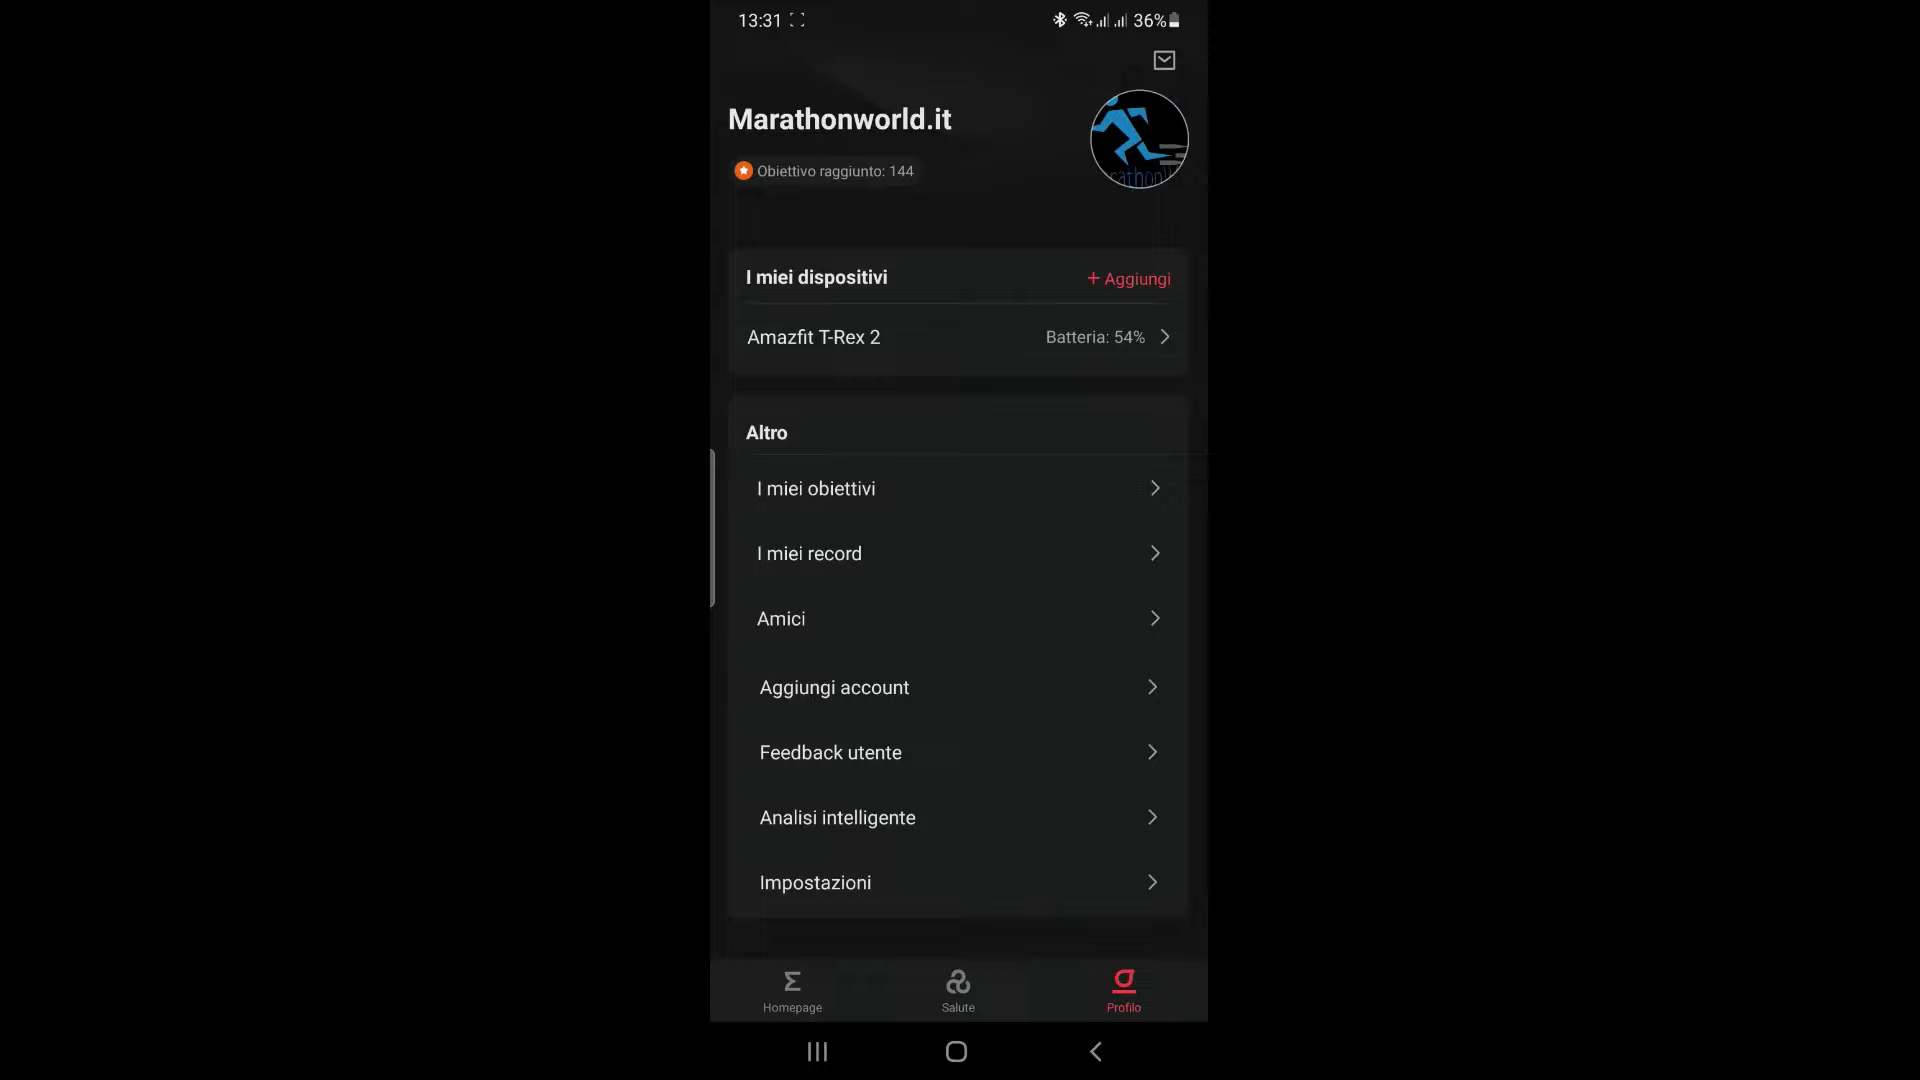 13:31
36%
Marathonworld.it
Obiettivo raggiunto: 144
I miei dispositivi
+ Aggiungi
Amazfit T-Rex 2
Batteria: 54%
Altro
I miei obiettivi
I miei record
Amici
Aggiungi account
Feedback utente
Analisi intelligente
Impostazioni
Homepage
Salute
Profilo